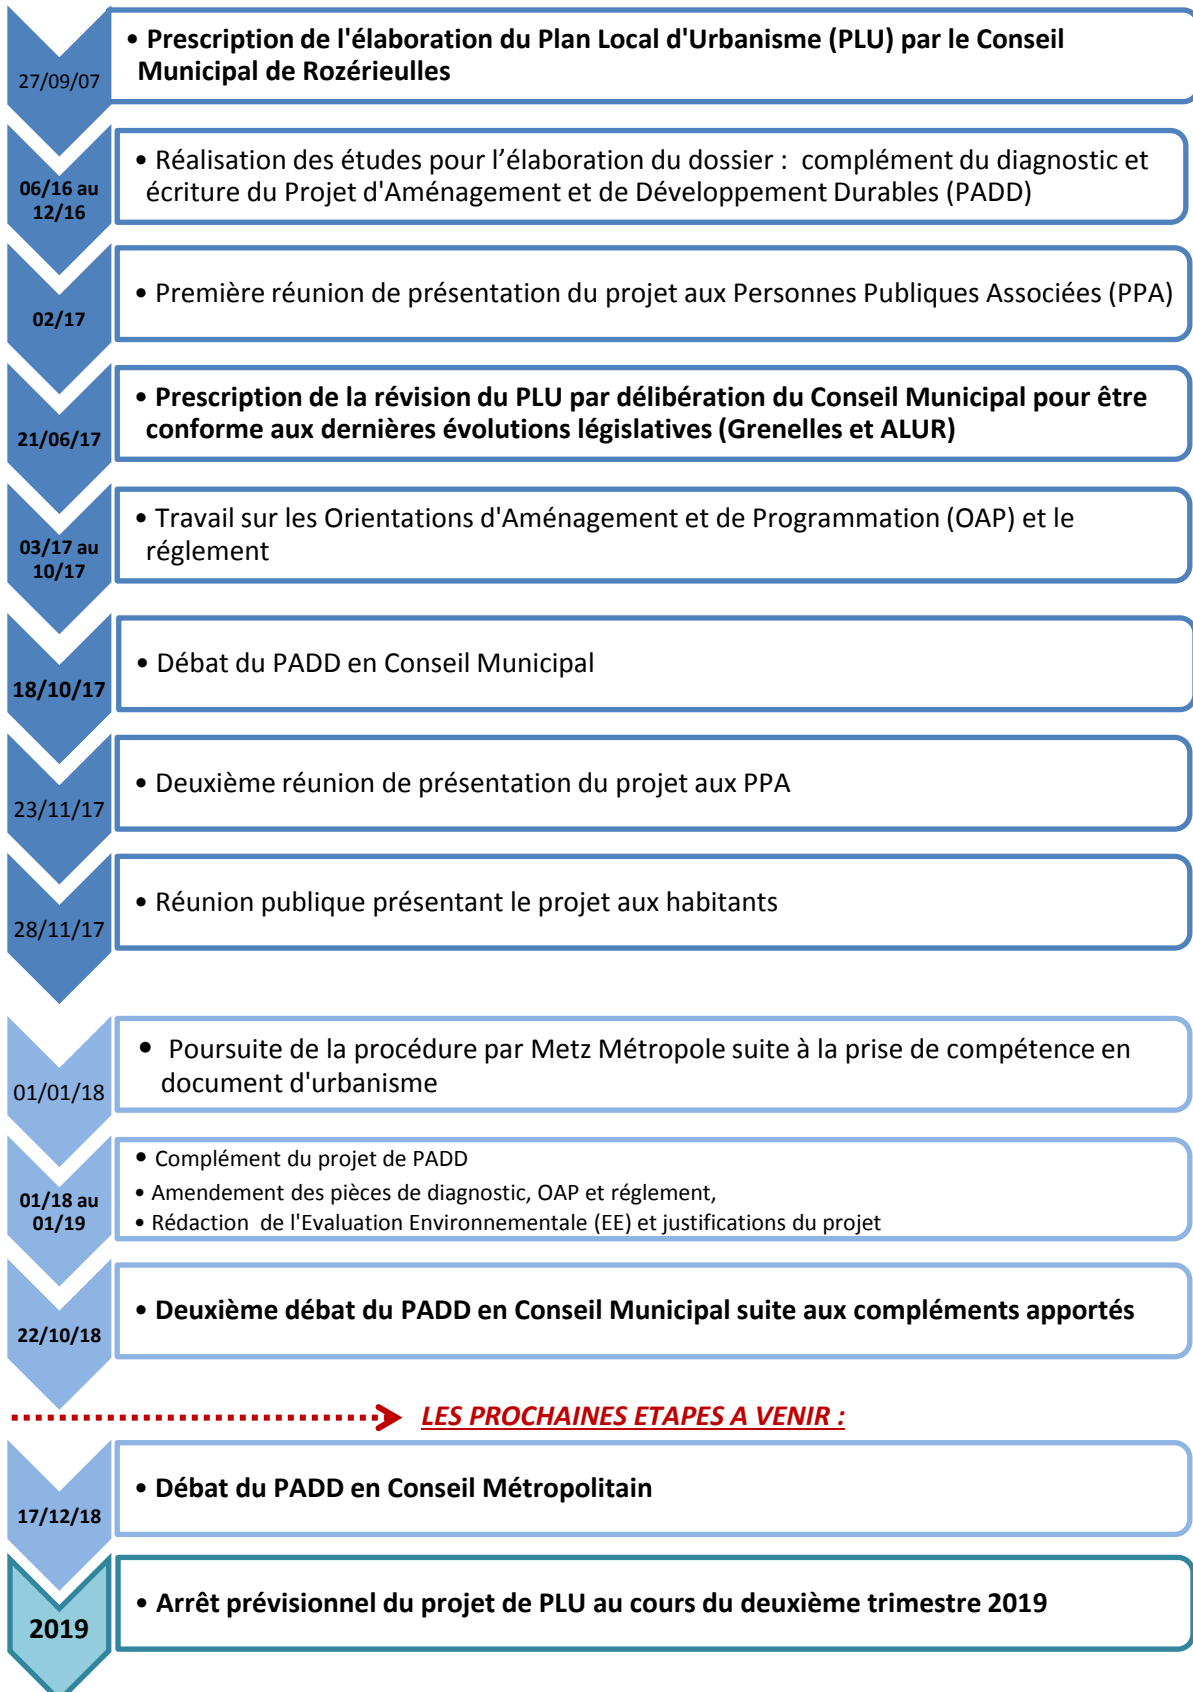 27/09/07
• Prescription de l'élaboration du Plan Local d'Urbanisme (PLU) par le Conseil
Municipal de Rozérieulles
06/16 au
12/16
• Réalisation des études pour l’élaboration du dossier : complément du diagnostic et
écriture du Projet d'Aménagement et de Développement Durables (PADD)
02/17
• Première réunion de présentation du projet aux Personnes Publiques Associées (PPA)
21/06/17
• Prescription de la révision du PLU par délibération du Conseil Municipal pour être
conforme aux dernières évolutions législatives (Grenelles et ALUR)
03/17 au
10/17
• Travail sur les Orientations d'Aménagement et de Programmation (OAP) et le
réglement
18/10/17
• Débat du PADD en Conseil Municipal
23/11/17
• Deuxième réunion de présentation du projet aux PPA
28/11/17
• Réunion publique présentant le projet aux habitants
01/01/18
• Poursuite de la procédure par Metz Métropole suite à la prise de compétence en
document d'urbanisme
01/18 au
01/19
• Complément du projet de PADD
• Amendement des pièces de diagnostic, OAP et réglement,
• Rédaction de l'Evaluation Environnementale (EE) et justifications du projet
22/10/18
• Deuxième débat du PADD en Conseil Municipal suite aux compléments apportés
LES PROCHAINES ETAPES A VENIR :
17/12/18
• Débat du PADD en Conseil Métropolitain
2019
• Arrêt prévisionnel du projet de PLU au cours du deuxième trimestre 2019